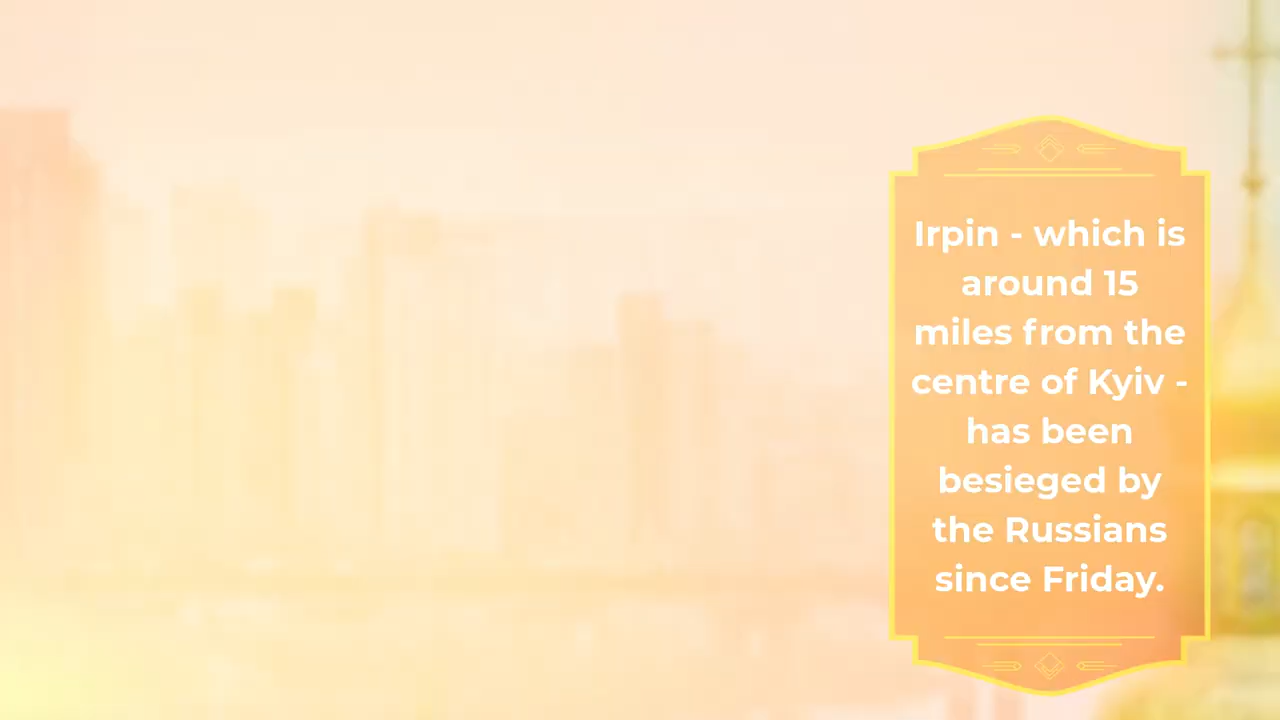 Irpin - which is
around 15
miles from the
centre of Kyiv -
has been
besieged by
the Russians
since Friday.